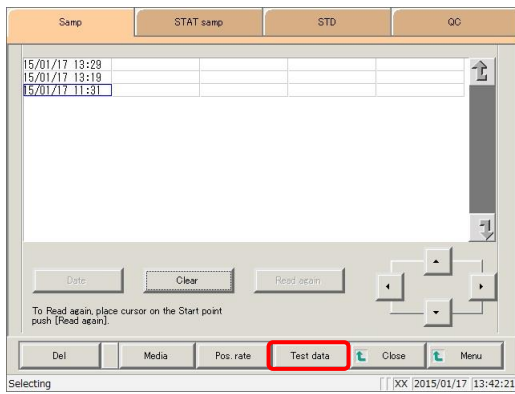 Samp STAT samp STD QC
15/01/17 13:29
15/01/17 13:19
15/01/17 11:31
Date Clear Read again
To Read again, place cursor on the Start point
push [Read again].
Del Media Pos. rate Test data Close Menu
Selecting XX 2015/01/17 13:42:21